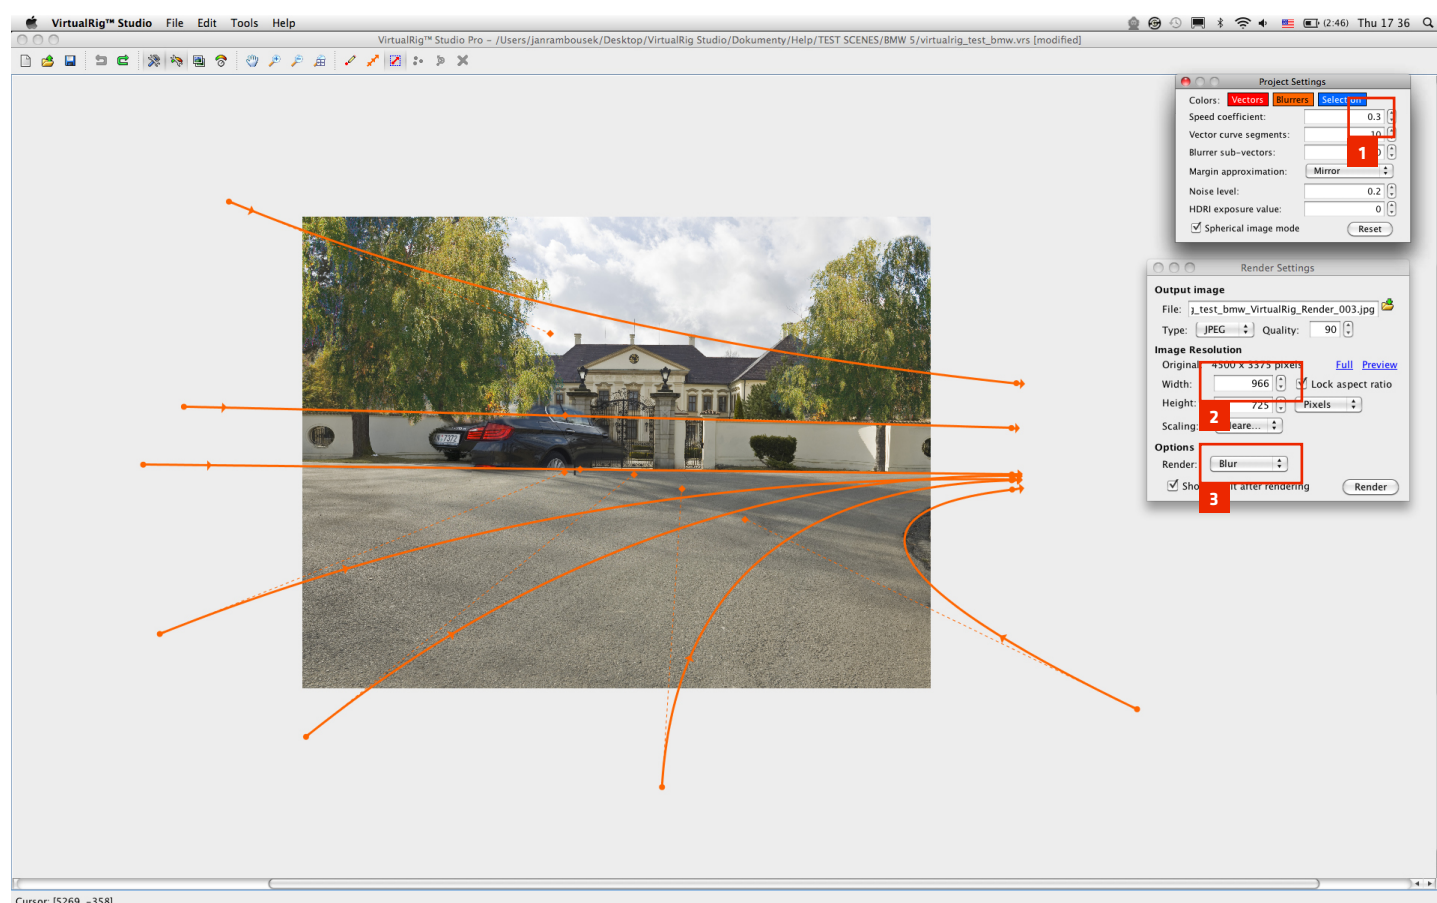 VirtualRig™ Studio File Edit Tools Help (2:46) Thu 17 36
VirtualRig™ Studio Pro – /Users/janrambousek/Desktop/VirtualRig Studio/Dokumenty/Help/TEST SCENES/BMW 5/virtualrig_test_bmw.vrs [modified]
Project Settings
Colors: Vectors Blurrers Selection
Speed coefficient: 0.3
Vector curve segments: 10
1
Blurrer sub-vectors: 0
Margin approximation: Mirror
Noise level: 0.2
HDRI exposure value: 0
Spherical image mode Reset
Render Settings
Output image
File: _test_bmw_VirtualRig_Render_003.jpg
Type: JPEG Quality: 90
Image Resolution
Original: 4500 x 3375 pixels Full Preview
Width: 966 Lock aspect ratio
Height: 725 Pixels
2
Scaling: eare...
Options
Render: Blur
Sho it after rendering Render
3
Cursor: [5269, -358]